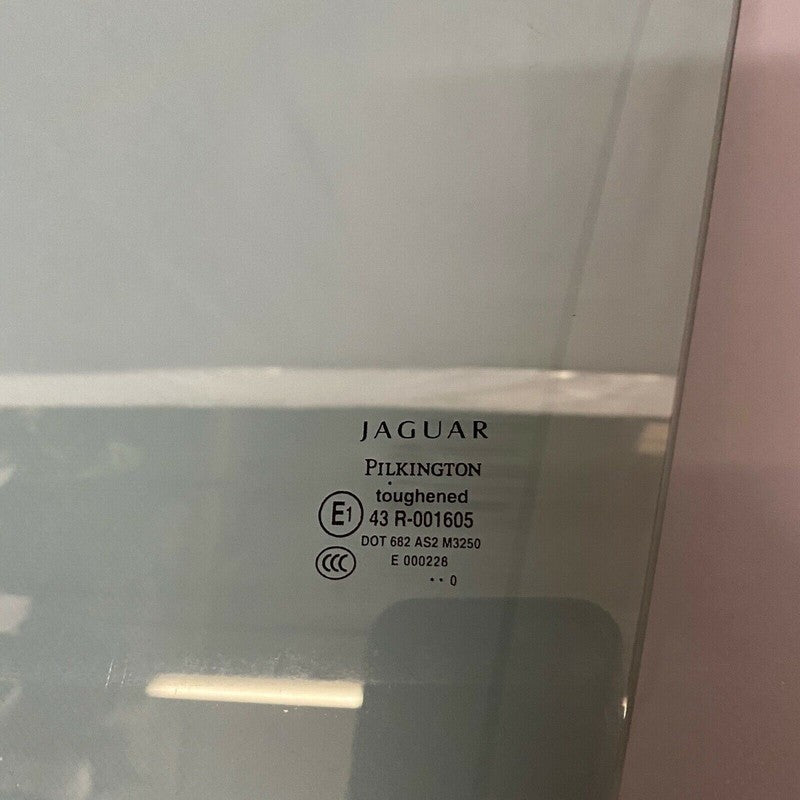 JAGUAR
PILKINGTON
toughened
E1 43 R-001605
DOT 682 AS2 M3250
CCC E 000228
•• 0